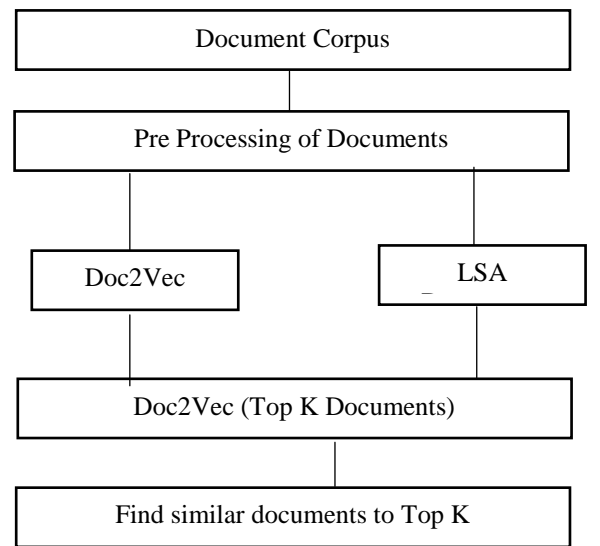 Document Corpus
Pre Processing of Documents
Doc2Vec
LSA
Doc2Vec (Top K Documents)
Find similar documents to Top K